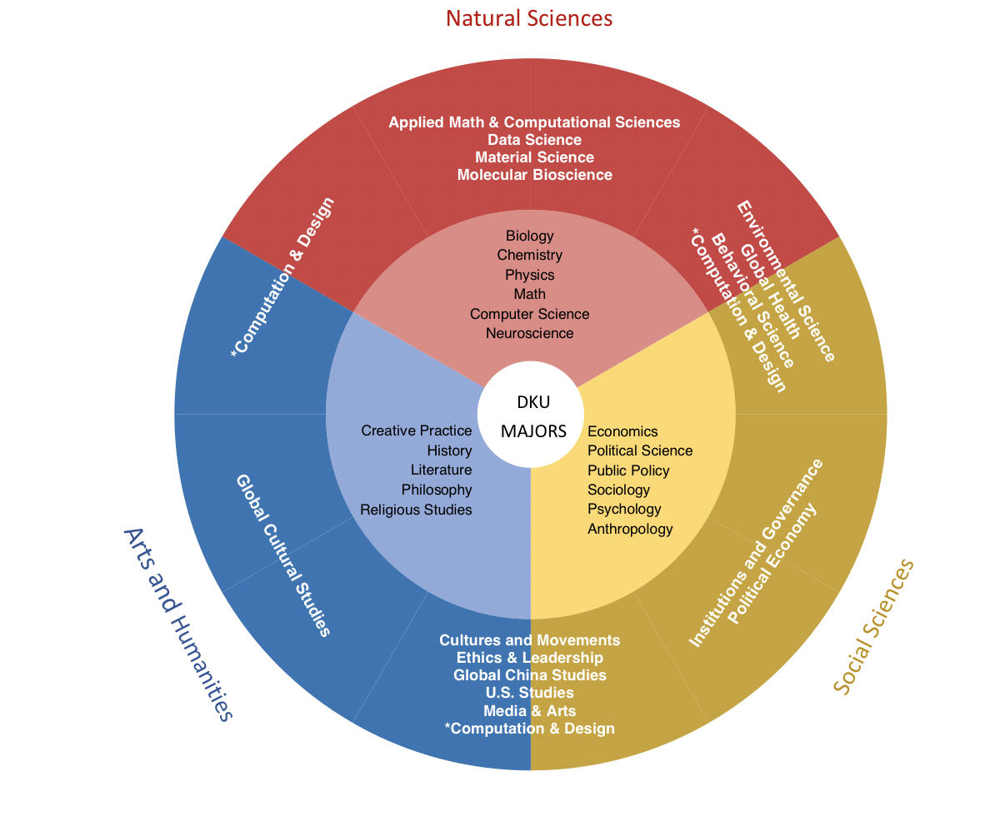 Natural Sciences
Applied Math & Computational Sciences
Data Science
Material Science
Molecular Bioscience
*Computation & Design
Environmental Science
Global Health
Behavioral Science
*Computation & Design
Biology
Chemistry
Physics
Math
Computer Science
Neuroscience
DKU
MAJORS
Creative Practice
History
Literature
Philosophy
Religious Studies
Economics
Political Science
Public Policy
Sociology
Psychology
Anthropology
Global Cultural Studies
Institutions and Governance
Political Economy
Arts and Humanities
Social Sciences
Cultures and Movements
Ethics & Leadership
Global China Studies
U.S. Studies
Media & Arts
*Computation & Design